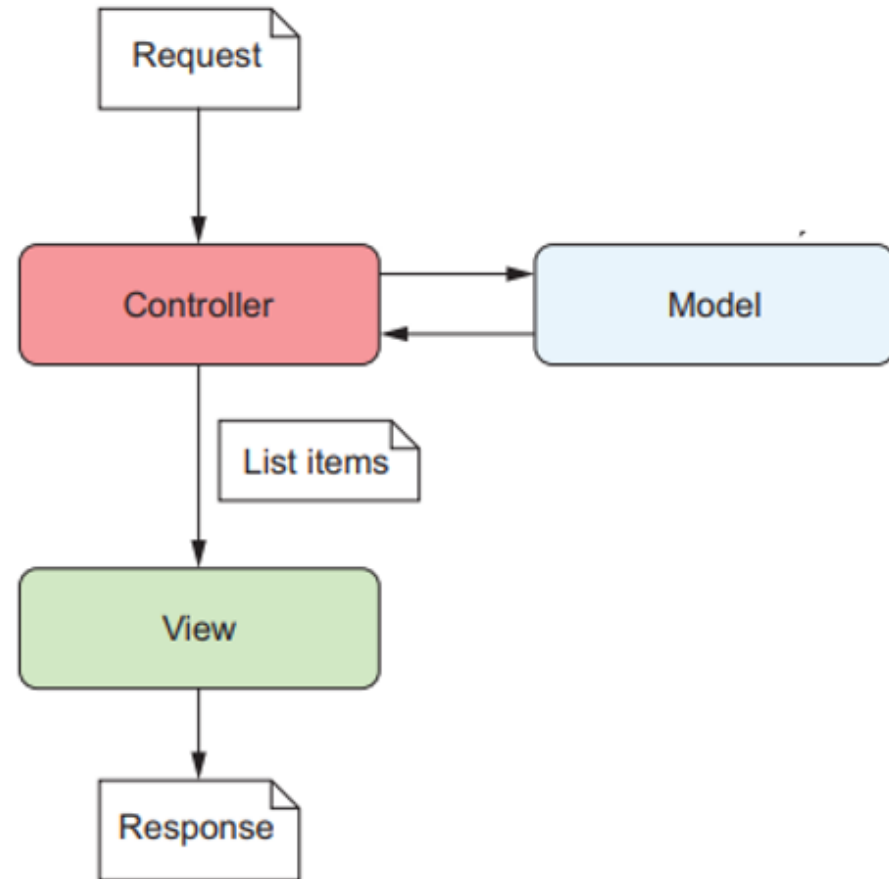 Request
Controller
Model
List items
View
Response